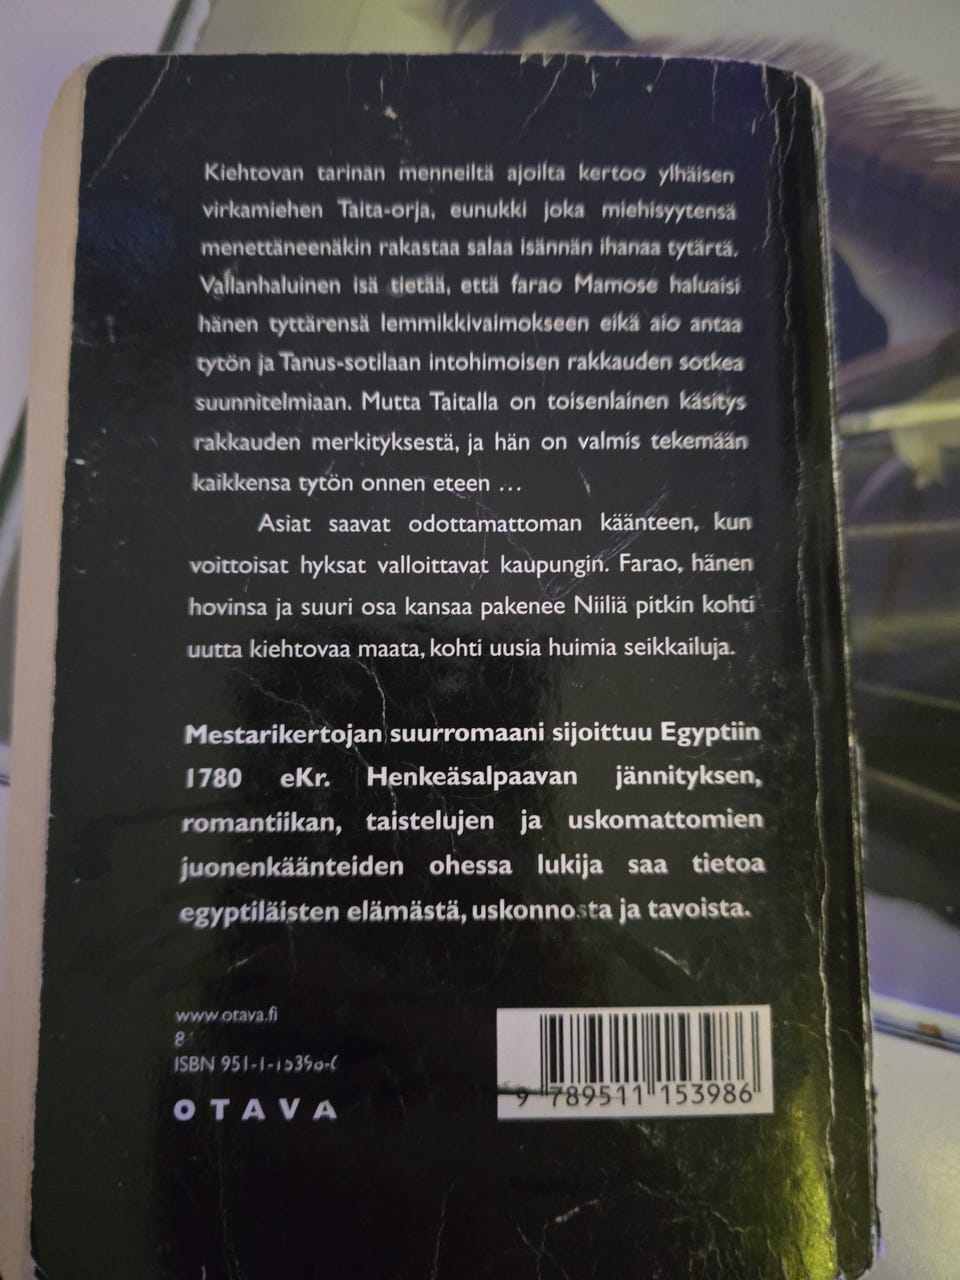 Kiehtovan tarinan menneiltä ajoilta kertoo ylhäisen
virkamiehen Taita-orja, eunukki joka miehisyytensä
menettäneenäkin rakastaa salaa isännän ihanaa tytärtä.
Vallanhaluinen isä tietää, että farao Mamose haluaisi
hänen tyttärensä lemmikkivaimokseen eikä aio antaa
tytön ja Tanus-sotilaan intohimoisen rakkauden sotkea
suunnitelmiaan. Mutta Taitalla on toisenlainen käsitys
rakkauden merkityksestä, ja hän on valmis tekemään
kaikkensa tytön onnen eteen ...
Asiat saavat odottamattoman käänteen, kun
voittoisat hyksat valloittavat kaupungin. Farao, hänen
hovinsa ja suuri osa kansaa pakenee Niiliä pitkin kohti
uutta kiehtovaa maata, kohti uusia huimia seikkailuja.
Mestarikertojan suurromaani sijoittuu Egyptiin
1780 eKr. Henkeäsalpaavan jännityksen,
romantiikan, taistelujen ja uskomattomien
juonenkäänteiden ohessa lukija saa tietoa
egyptiläisten elämästä, uskonnosta ja tavoista.
www.otava.fi
ISBN
OTAVA
9 789511 153986